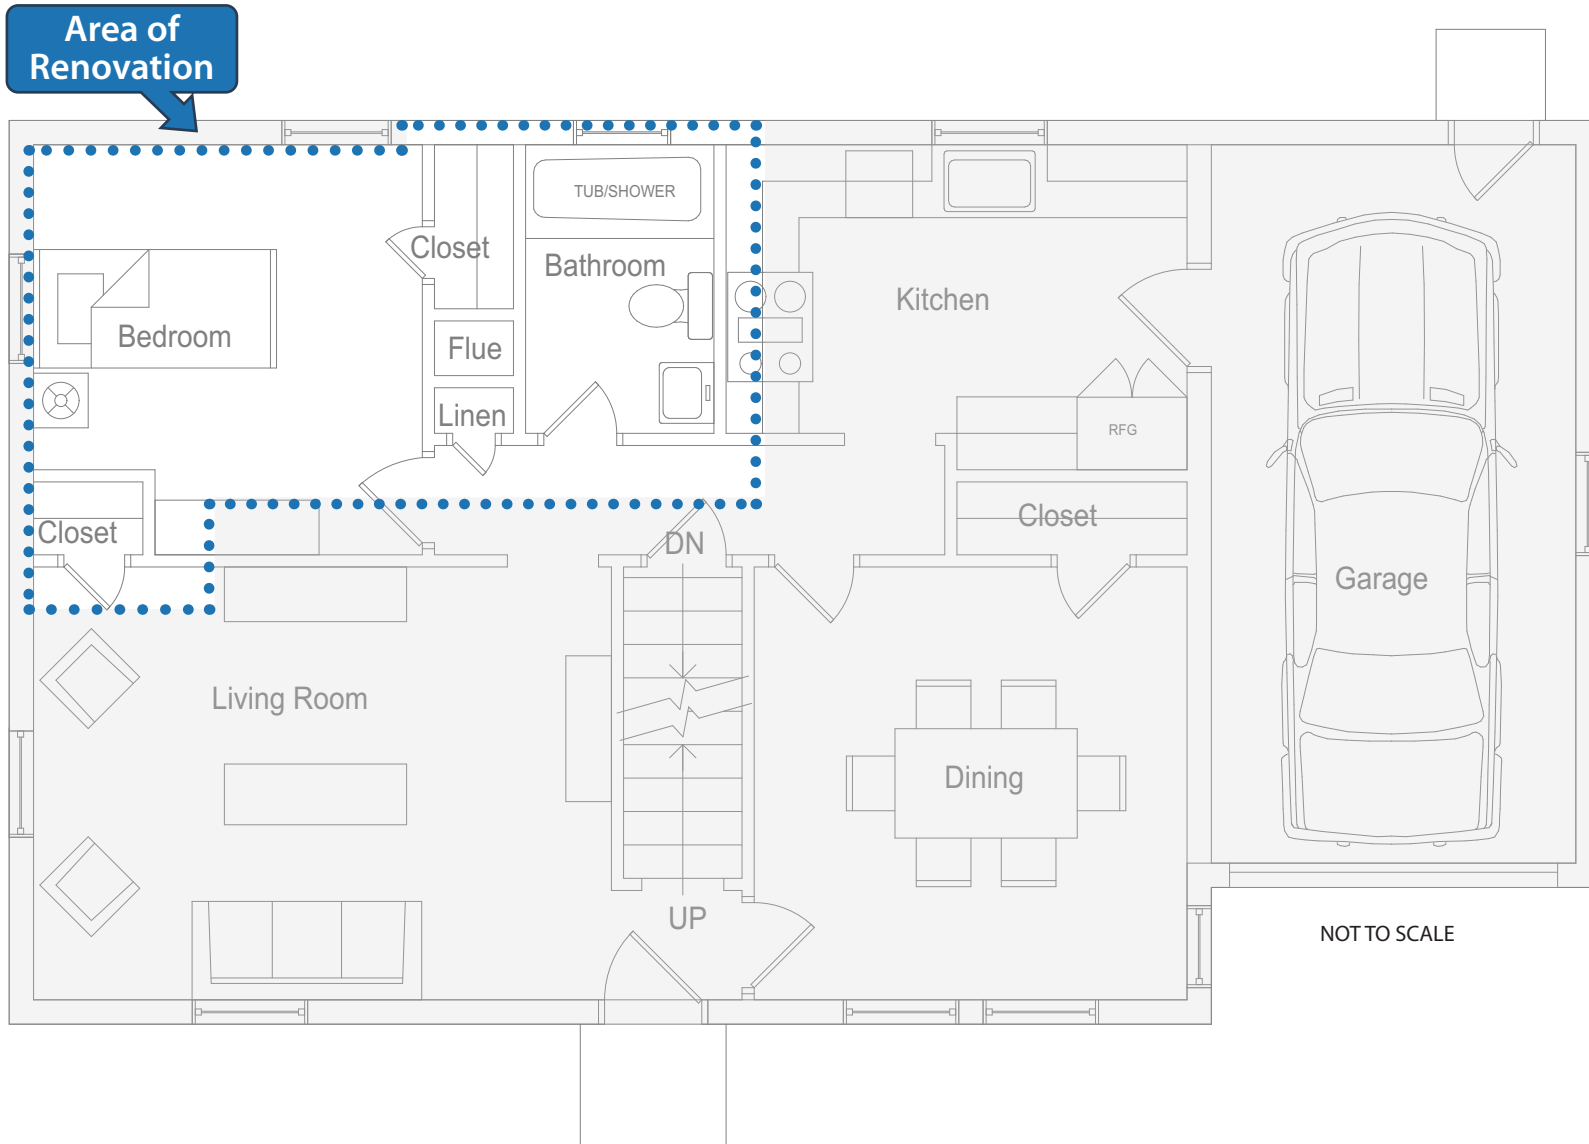 Area of
Renovation
TUB/SHOWER
Closet
Bathroom
Kitchen
Bedroom
Flue
Linen
RFG
Closet
Closet
DN
Garage
Living Room
Dining
UP
NOT TO SCALE